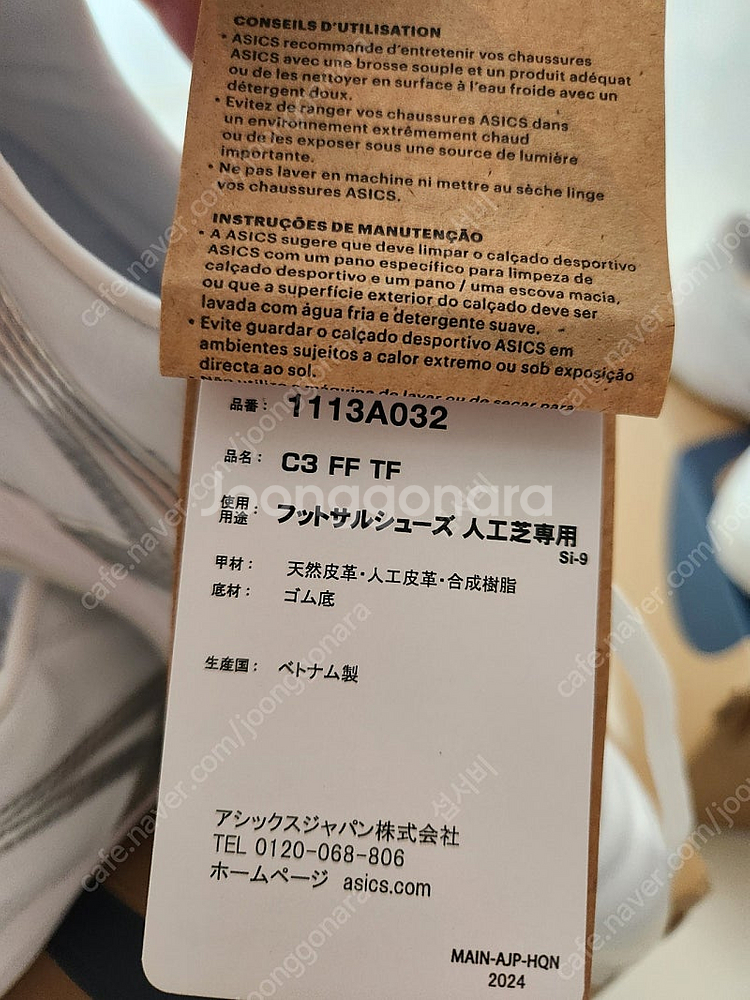 CONSEILS D'UTILISATION
• ASICS recommande d'entretenir vos chaussures
ASICS avec une brosse souple et un produit adéquat
ou de les nettoyer en surface à l'eau froide avec un
détergent doux.
• Evitez de ranger vos chaussures ASICS dans
un environnement extrêmement chaud
ou de les exposer sous une source de lumière
importante.
• Ne pas laver en machine ni mettre au sèche linge
vos chaussures ASICS.
INSTRUÇÕES DE MANUTENÇÃO
• A ASICS sugere que deve limpar o calçado desportivo
ASICS com um pano específico para limpeza de
calçado desportivo e um pano / uma escova macia,
ou que a superfície exterior do calçado deve ser
lavada com água fria e detergente suave.
• Evite guardar o calçado desportivo ASICS em
ambientes sujeitos a calor extremo ou sob exposição
directa ao sol.
品番: 1113A032
品名: C3 FF TF
使用用途: フットサルシューズ 人工芝専用
Si-9
甲材: 天然皮革・人工皮革・合成樹脂
底材: ゴム底
生産国: ベトナム製
アシックスジャパン株式会社
TEL 0120-068-806
ホームページ asics.com
MAIN-AJP-HQN
2024
Joonggonara
cafe.naver.com/joonggonara